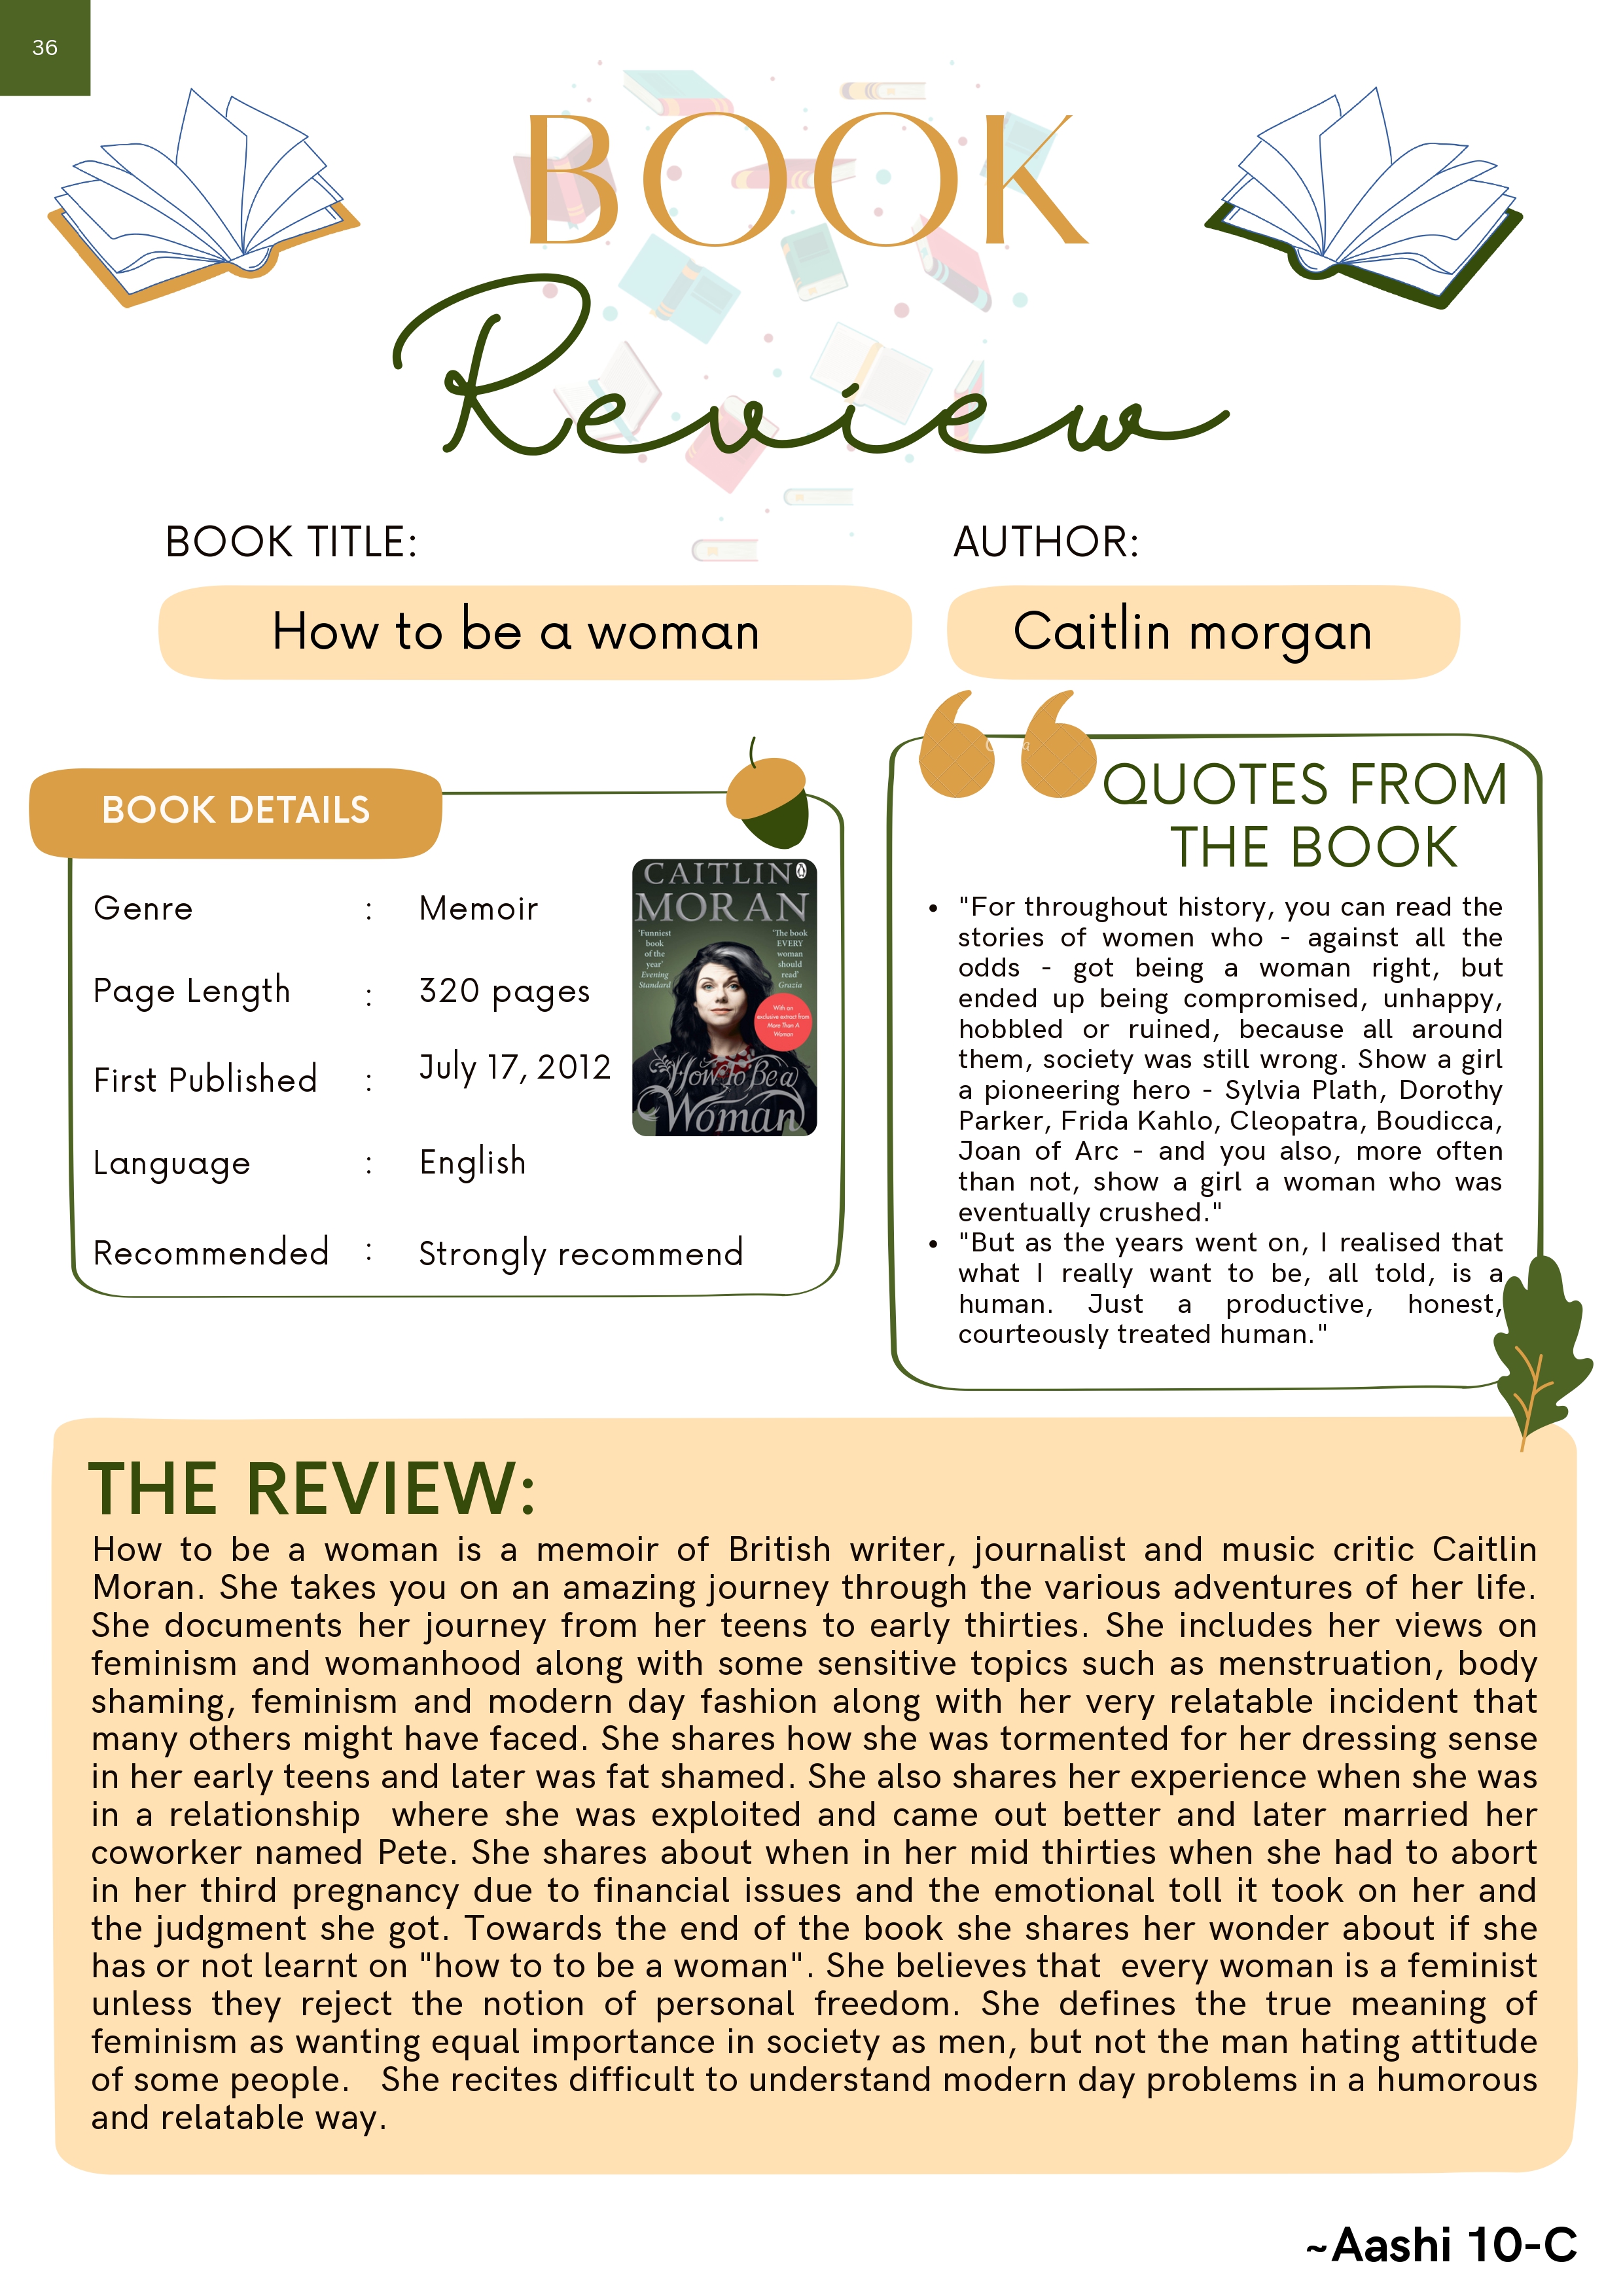 36
BOOK
Review
BOOK TITLE:
How to be a woman
AUTHOR:
Caitlin morgan
BOOK DETAILS
Genre : Memoir
Page Length : 320 pages
First Published : July 17, 2012
Language : English
Recommended : Strongly recommend
CAITLIN
MORAN
'Funniest
book
of the
year'
Evening
Standard
'The book
EVERY
woman
should
read'
Grazia
With an
exclusive extract from
More Than A
Woman
How To Be a
Woman
QUOTES FROM
THE BOOK
• "For throughout history, you can read the
stories of women who - against all the
odds - got being a woman right, but
ended up being compromised, unhappy,
hobbled or ruined, because all around
them, society was still wrong. Show a girl
a pioneering hero - Sylvia Plath, Dorothy
Parker, Frida Kahlo, Cleopatra, Boudicca,
Joan of Arc - and you also, more often
than not, show a girl a woman who was
eventually crushed."
• "But as the years went on, I realised that
what I really want to be, all told, is a
human. Just a productive, honest,
courteously treated human."
THE REVIEW:
How to be a woman is a memoir of British writer, journalist and music critic Caitlin
Moran. She takes you on an amazing journey through the various adventures of her life.
She documents her journey from her teens to early thirties. She includes her views on
feminism and womanhood along with some sensitive topics such as menstruation, body
shaming, feminism and modern day fashion along with her very relatable incident that
many others might have faced. She shares how she was tormented for her dressing sense
in her early teens and later was fat shamed. She also shares her experience when she was
in a relationship where she was exploited and came out better and later married her
coworker named Pete. She shares about when in her mid thirties when she had to abort
in her third pregnancy due to financial issues and the emotional toll it took on her and
the judgment she got. Towards the end of the book she shares her wonder about if she
has or not learnt on "how to to be a woman". She believes that every woman is a feminist
unless they reject the notion of personal freedom. She defines the true meaning of
feminism as wanting equal importance in society as men, but not the man hating attitude
of some people. She recites difficult to understand modern day problems in a humorous
and relatable way.
~Aashi 10-C